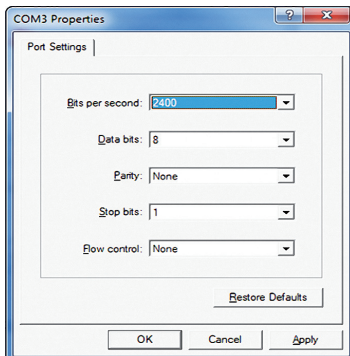 COM3 Properties
Port Settings
Bits per second: 2400
Data bits: 8
Parity: None
Stop bits: 1
Flow control: None
Restore Defaults
OK Cancel Apply